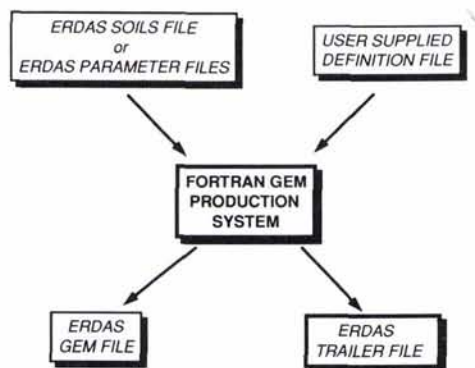 ERDAS SOILS FILE
or
ERDAS PARAMETER FILES
USER SUPPLIED
DEFINITION FILE
FORTRAN GEM
PRODUCTION
SYSTEM
ERDAS
GEM FILE
ERDAS
TRAILER FILE